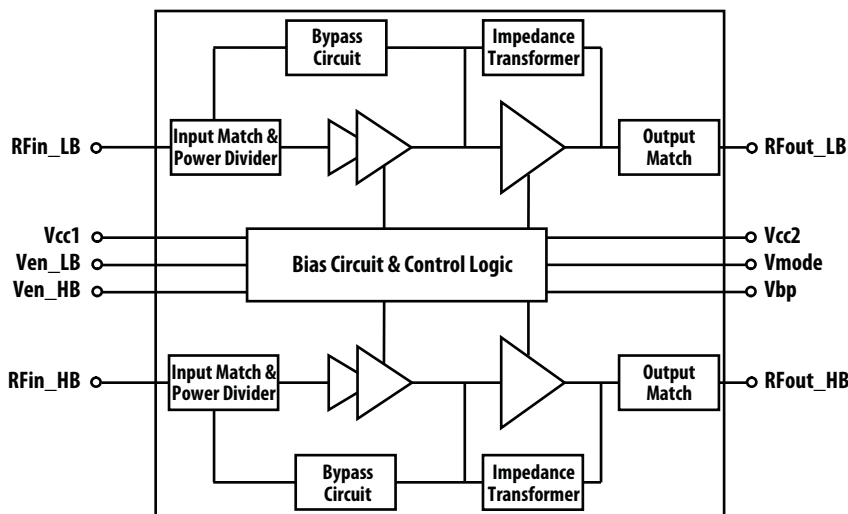 Bypass
Circuit
Impedance
Transformer
RFin_LB
Input Match &
Power Divider
Output
Match
RFout_LB
Vcc1
Vcc2
Ven_LB
Bias Circuit & Control Logic
Vmode
Ven_HB
Vbp
RFin_HB
Input Match &
Power Divider
Output
Match
RFout_HB
Bypass
Circuit
Impedance
Transformer